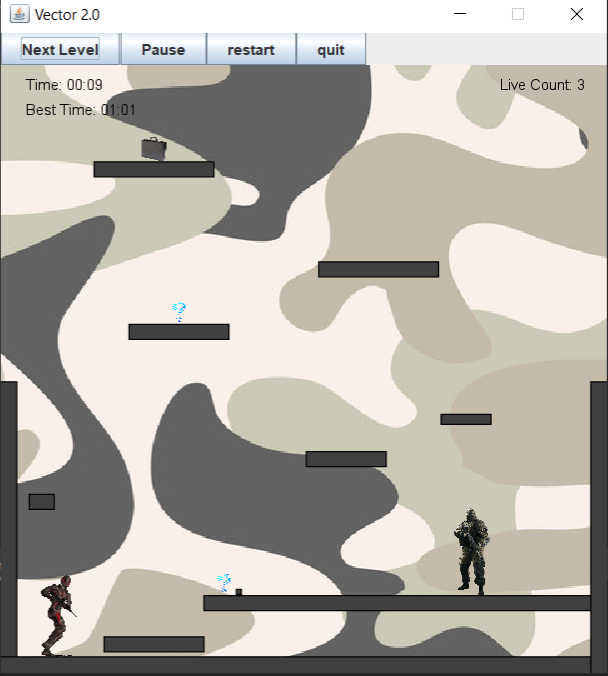 Vector 2.0
Next Level Pause restart quit
Time: 00:09 Live Count: 3
Best Time: 01:01
?
?